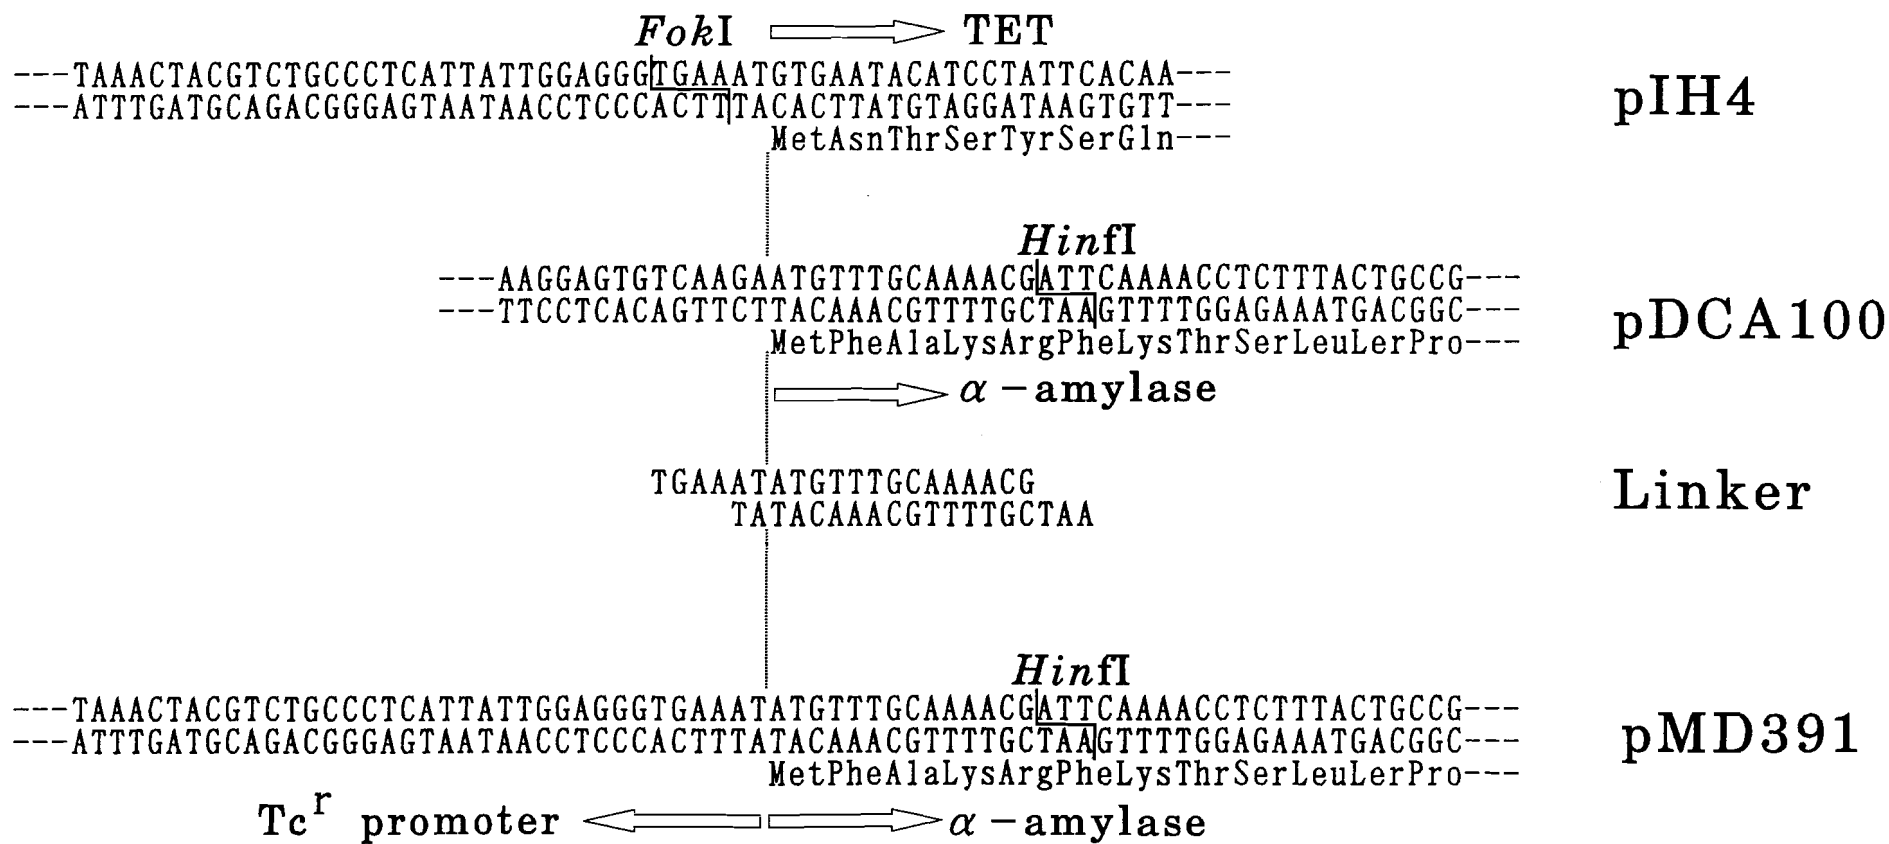 FokI TET
---TAAACTACGTCTGCCCTCATTATTGGAGGGTGAAATGTGAATACATCCTATTCACAA---
---ATTTGATGCAGACGGGAGTAATAACCTCCCACTTTACACTTATGTAGGATAAGTGTT---
MetAsnThrSerTyrSerGln---
pIH4
HinfI
---AAGGAGTGTCAAGAATGTTTGCAAAACGATTCAAAACCTCTTTACTGCCG---
---TTCCTCACAGTTCTTACAAACGTTTTGCTAAGTTTTGGAGAAATGACGGC---
MetPheAlaLysArgPheLysThrSerLeuLerPro---
pDCA100
α-amylase
TGAAATATGTTTGCAAAACG
TATACAAACGTTTTGCTAA
Linker
HinfI
---TAAACTACGTCTGCCCTCATTATTGGAGGGTGAAATATGTTTGCAAAACGATTCAAAACCTCTTTACTGCCG---
---ATTTGATGCAGACGGGAGTAATAACCTCCCACTTTATACAAACGTTTTGCTAAGTTTTGGAGAAATGACGGC---
MetPheAlaLysArgPheLysThrSerLeuLerPro---
pMD391
Tcr promoter α-amylase